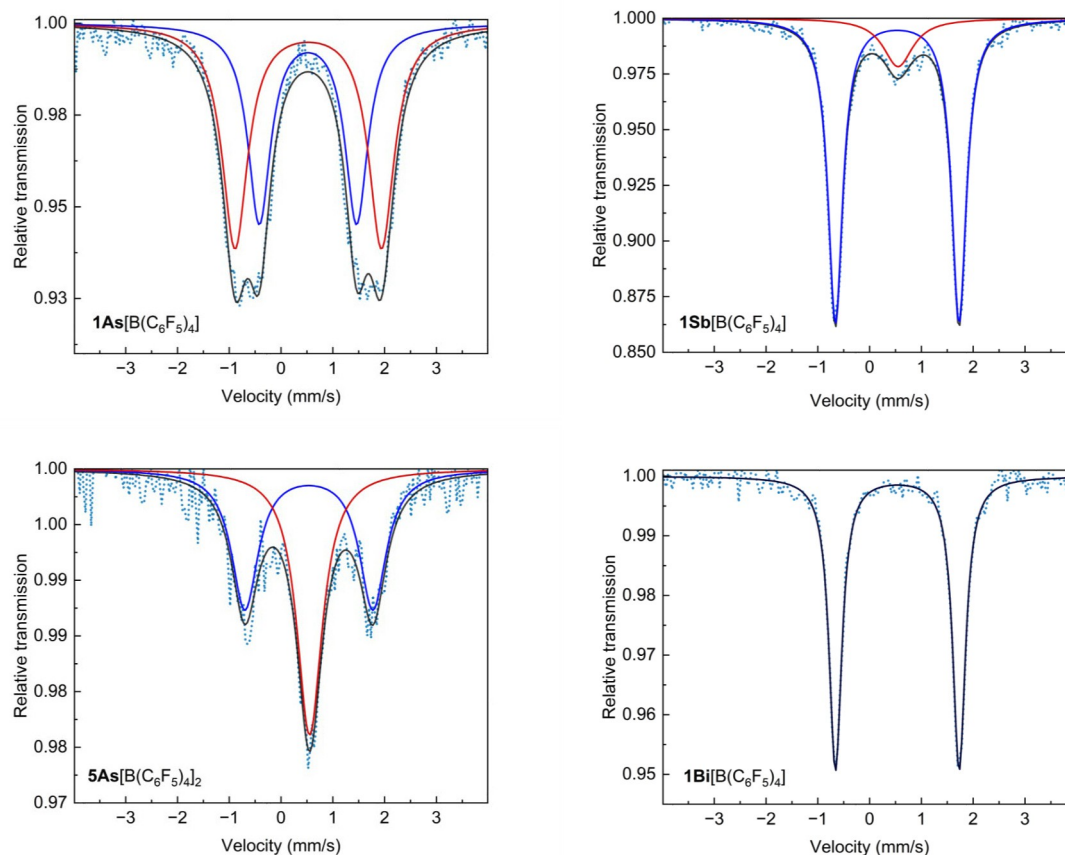 1.00
0.98
0.95
0.93
Relative transmission
1As[B(C₆F₅)₄]
−3 −2 −1 0 1 2 3
Velocity (mm/s)
1.000
0.975
0.950
0.925
0.900
0.875
0.850
Relative transmission
1Sb[B(C₆F₅)₄]
−3 −2 −1 0 1 2 3
Velocity (mm/s)
1.00
1.00
0.99
0.99
0.98
0.98
0.97
Relative transmission
5As[B(C₆F₅)₄]₂
−3 −2 −1 0 1 2 3
Velocity (mm/s)
1.00
0.99
0.98
0.97
0.96
0.95
Relative transmission
1Bi[B(C₆F₅)₄]
−3 −2 −1 0 1 2 3
Velocity (mm/s)